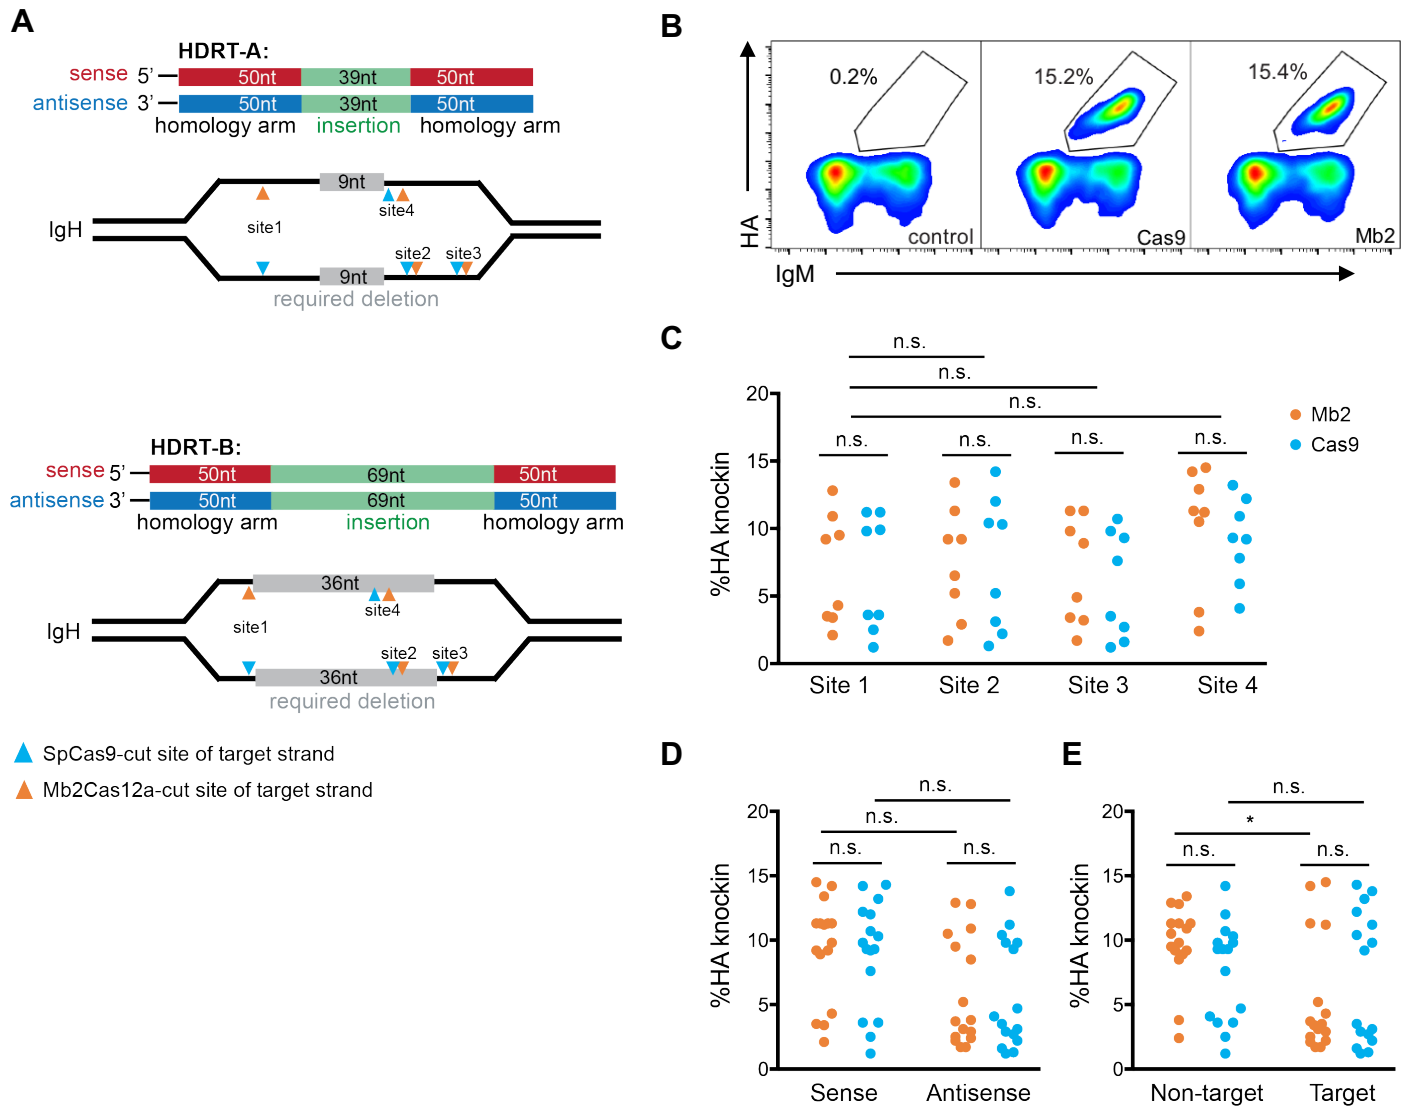 A
HDRT-A:
sense 5’ 50nt 39nt 50nt
antisense 3’ 50nt 39nt 50nt
homology arm insertion homology arm
9nt
site4
site1
IgH
site2 site3
9nt
required deletion
HDRT-B:
sense 5’ 50nt 69nt 50nt
antisense 3’ 50nt 69nt 50nt
homology arm insertion homology arm
36nt
site4
site1
IgH
site2 site3
36nt
required deletion
SpCas9-cut site of target strand
Mb2Cas12a-cut site of target strand
B
0.2% 15.2% 15.4%
HA
control Cas9 Mb2
IgM
C
n.s.
n.s.
n.s.
n.s. n.s. n.s. n.s.
Mb2
Cas9
%HA knockin
20
15
10
5
0
Site 1 Site 2 Site 3 Site 4
D
n.s.
n.s.
n.s. n.s.
%HA knockin
20
15
10
5
0
Sense Antisense
E
n.s.
*
n.s. n.s.
%HA knockin
20
15
10
5
0
Non-target Target